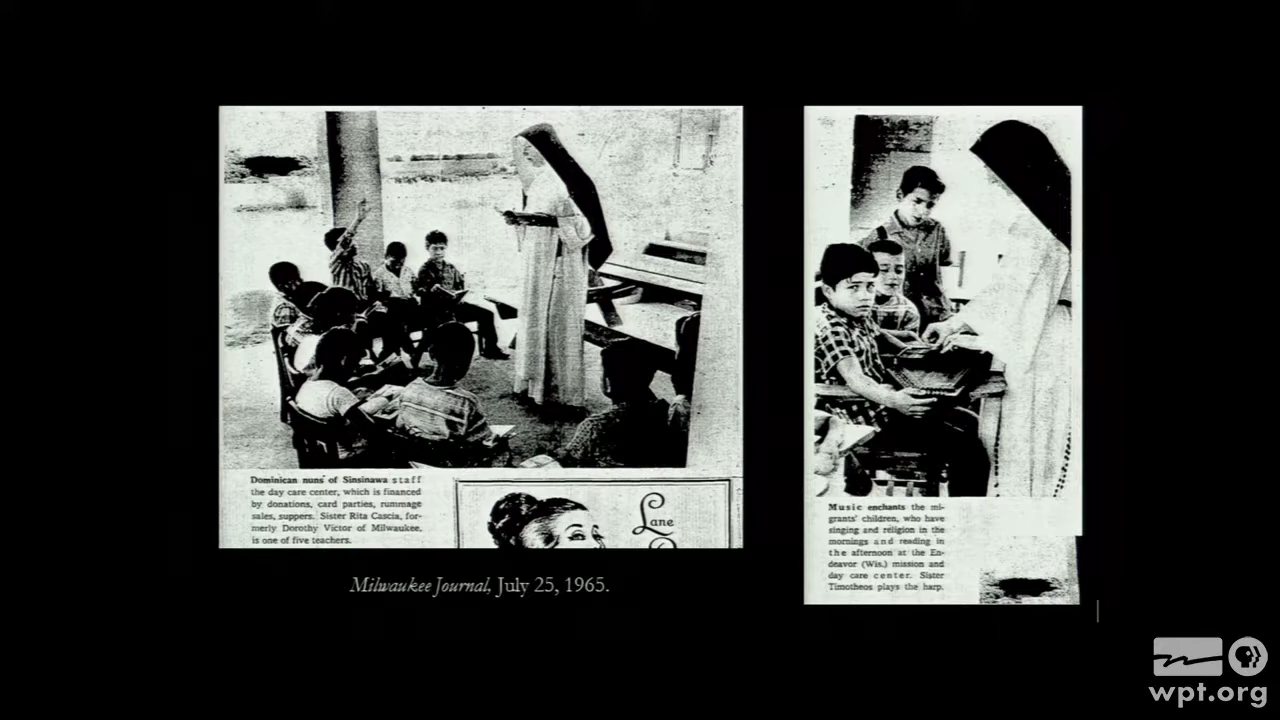 Dominican nuns of Sinsinawa staff
the day care center, which is financed
by donations, card parties, rummage
sales, suppers. Sister Rita Cascia, for-
merly Dorothy Victor of Milwaukee,
is one of five teachers.
Lane
Milwaukee Journal, July 25, 1965.
Music enchants the mi-
grants' children, who have
singing and religion in the
mornings and reading in
the afternoon at the En-
deavor (Wis.) mission and
day care center. Sister
Timotheos plays the harp.
wpt.org